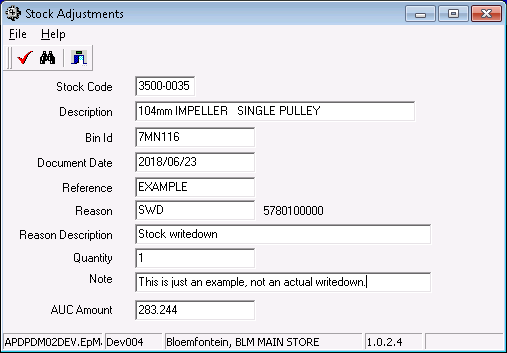 Stock Adjustments
File Help
Stock Code 3500-0035
Description 104mm IMPELLER . SINGLE PULLEY
Bin Id 7MN116
Document Date 2018/06/23
Reference EXAMPLE
Reason SWD 5780100000
Reason Description Stock writedown
Quantity 1
Note This is just an example, not an actual writedown.
AUC Amount 283.244
APDPDM02DEV.EpM. Dev004 Bloemfontein, BLM MAIN STORE 1.0.2.4